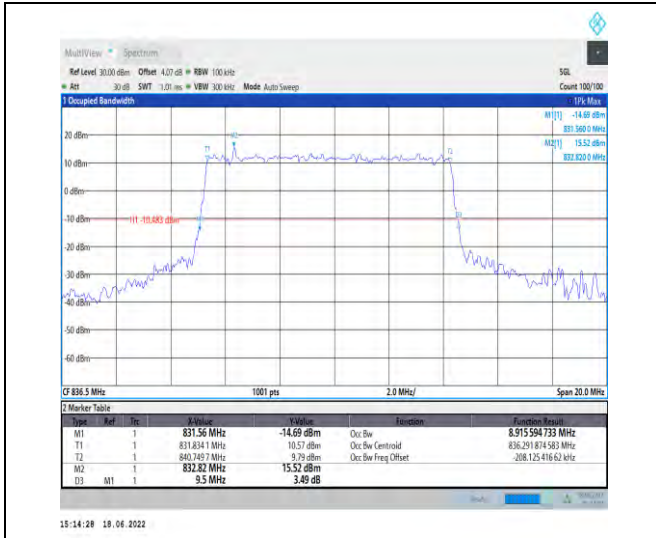 MultiView Spectrum
Ref Level 30.00 dBm Offset 4.07 dB RBW 100 kHz SGL
Att 30 dB SWT 1.01 ms VBW 300 kHz Mode Auto Sweep Count 100/100
1 Occupied Bandwidth 1Pk Max
M1[1] -14.69 dBm
831.560 0 MHz
M2[1] 15.52 dBm
832.820 0 MHz
20 dBm
M2
T1
T2
10 dBm
0 dBm
-10 dBm
H1 -10.483 dBm
-20 dBm
-30 dBm
-40 dBm
-50 dBm
-60 dBm
CF 836.5 MHz 1001 pts 2.0 MHz/ Span 20.0 MHz
2 Marker Table
Type Ref Trc X-Value Y-Value Function Function Result
M1 1 831.56 MHz -14.69 dBm Occ Bw 8.915 594 733 MHz
T1 1 831.834 1 MHz 10.57 dBm Occ Bw Centroid 836.291 874 583 MHz
T2 1 840.749 7 MHz 9.79 dBm Occ Bw Freq Offset -208.125 416 62 kHz
M2 1 832.82 MHz 15.52 dBm
D3 M1 1 9.5 MHz 3.49 dB
15:14:28 18.06.2022